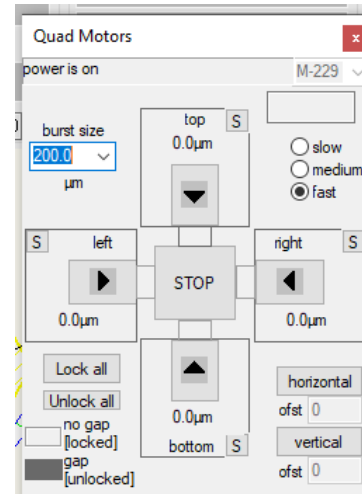 Quad Motors
x
power is on
M-229
burst size
200.0
µm
top
S
0.0µm
slow
medium
fast
S
left
right
S
STOP
0.0µm
0.0µm
Lock all
Unlock all
no gap
[locked]
gap
[unlocked]
0.0µm
bottom
S
horizontal
ofst 0
vertical
ofst 0